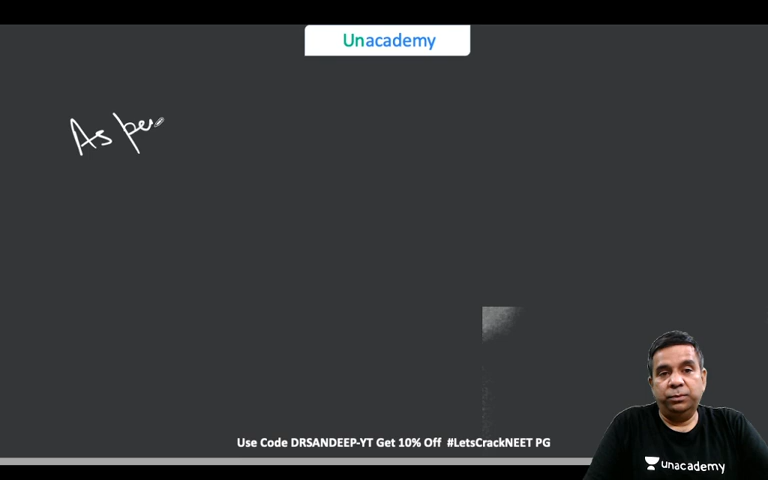 Unacademy
As per
Use Code DRSANDEEP-YT Get 10% Off #LetsCrackNEET PG
unacademy